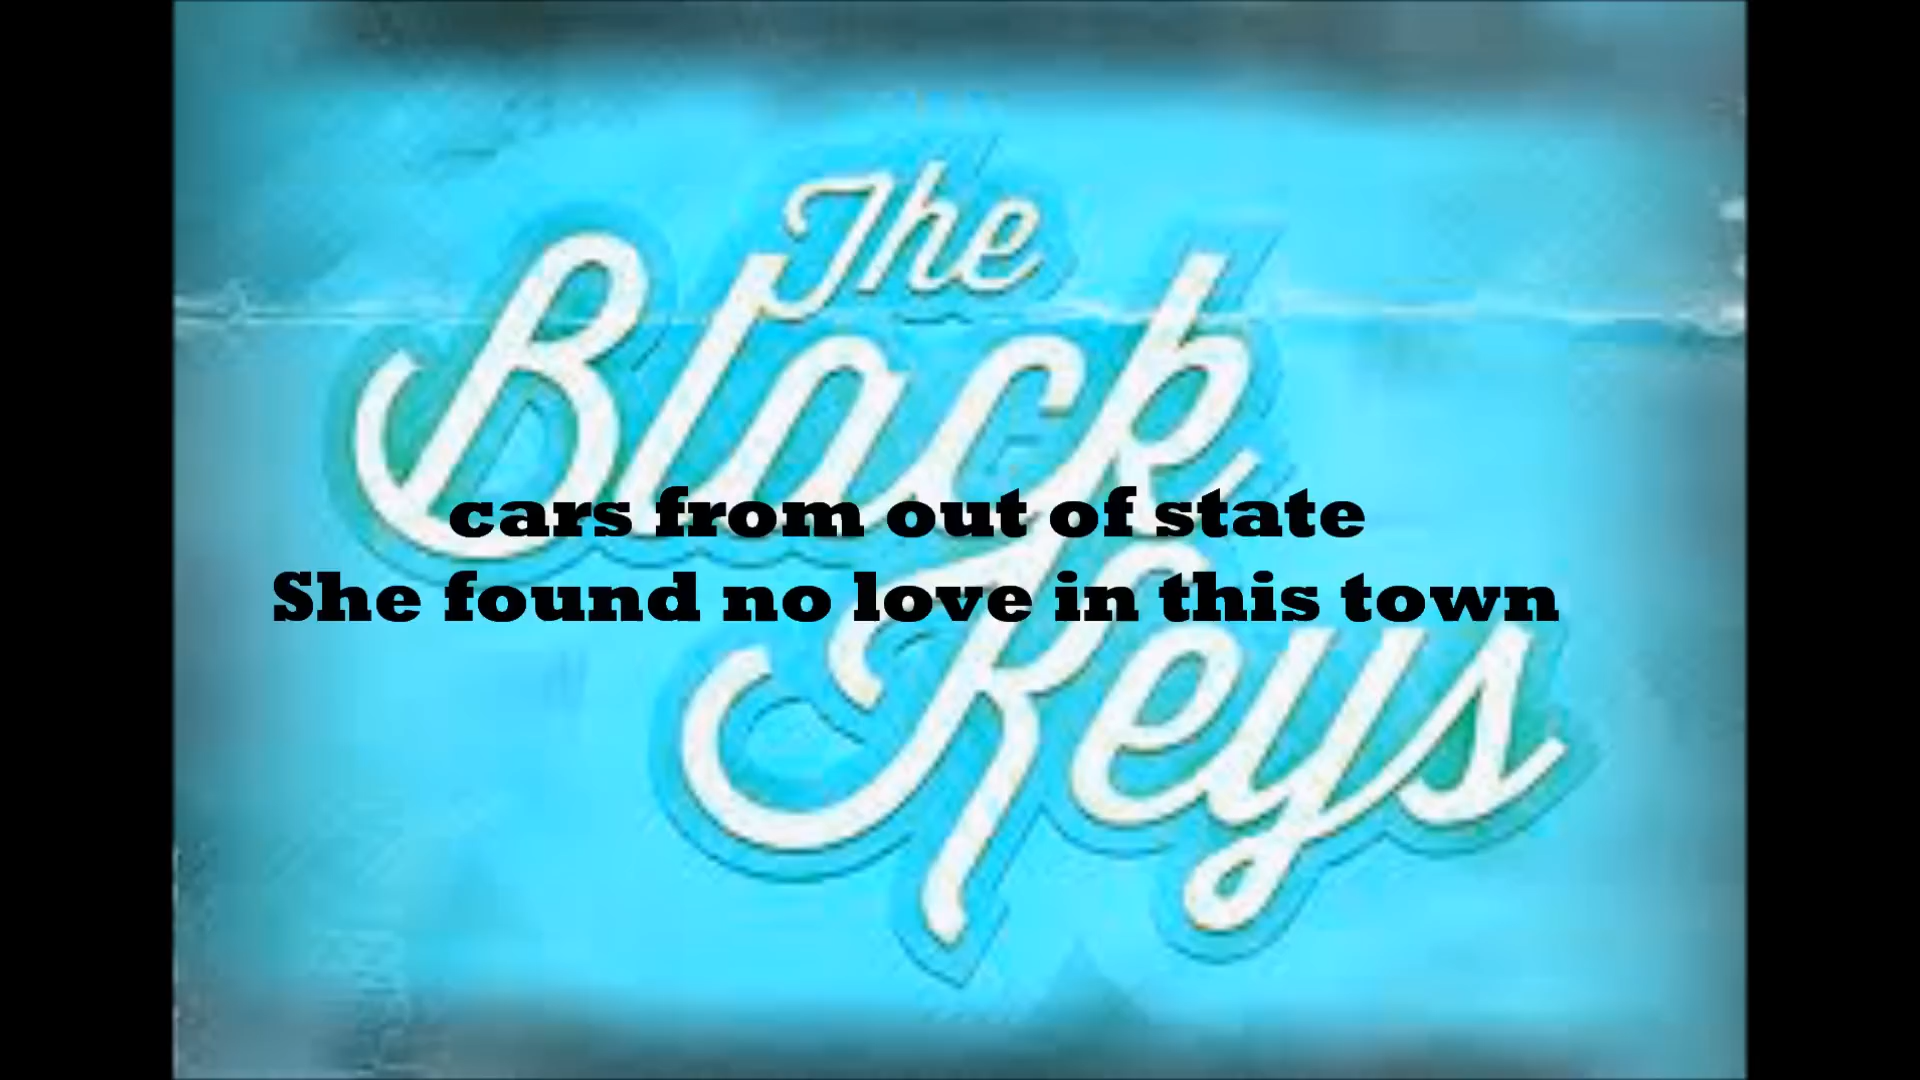 The
Black
cars from out of state
She found no love in this town
Keys